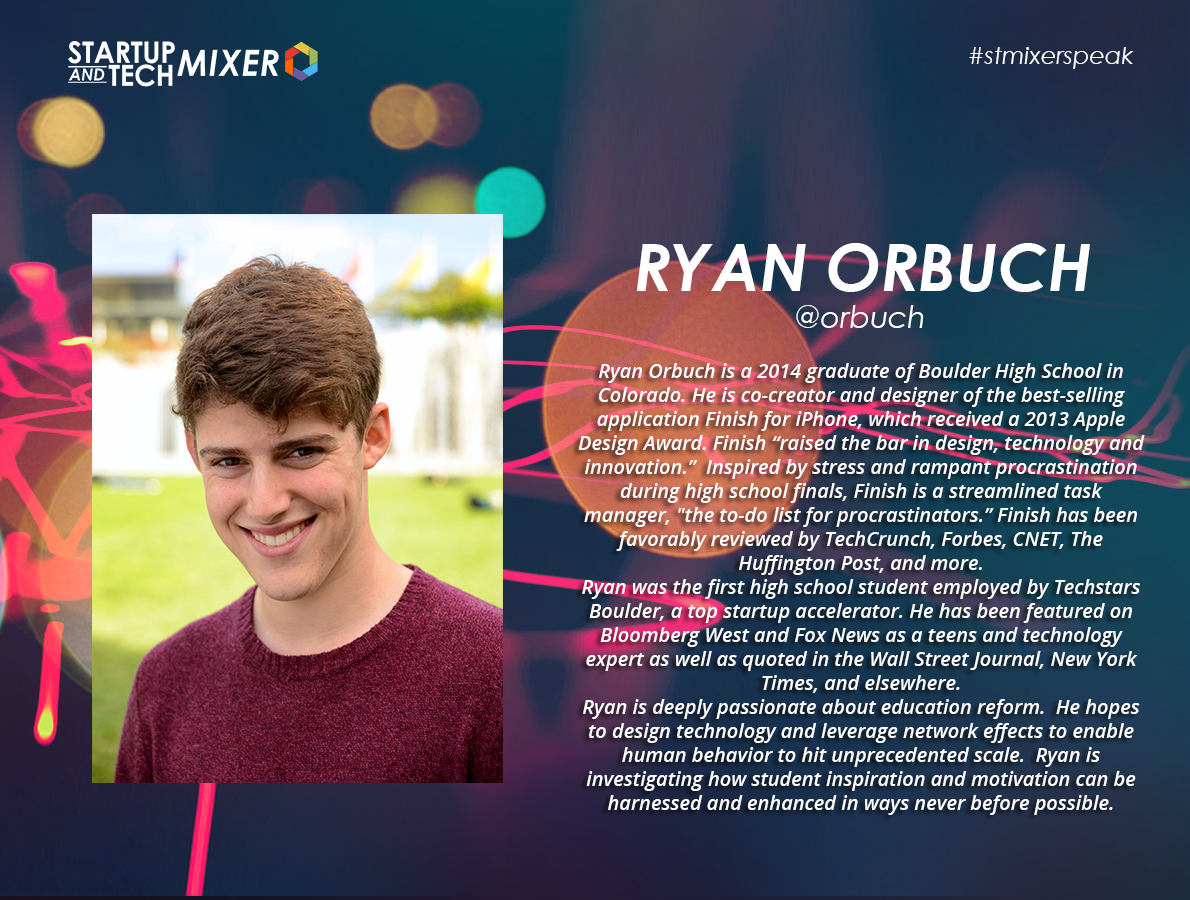 STARTUP
AND TECH MIXER
#stmixerspeak
RYAN ORBUCH
@orbuch
Ryan Orbuch is a 2014 graduate of Boulder High School in
Colorado. He is co-creator and designer of the best-selling
application Finish for iPhone, which received a 2013 Apple
Design Award. Finish “raised the bar in design, technology and
innovation.”  Inspired by stress and rampant procrastination
during high school finals, Finish is a streamlined task
manager, "the to-do list for procrastinators.” Finish has been
favorably reviewed by TechCrunch, Forbes, CNET, The
Huffington Post, and more.
Ryan was the first high school student employed by Techstars
Boulder, a top startup accelerator. He has been featured on
Bloomberg West and Fox News as a teens and technology
expert as well as quoted in the Wall Street Journal, New York
Times, and elsewhere.
Ryan is deeply passionate about education reform.  He hopes
to design technology and leverage network effects to enable
human behavior to hit unprecedented scale.  Ryan is
investigating how student inspiration and motivation can be
harnessed and enhanced in ways never before possible.